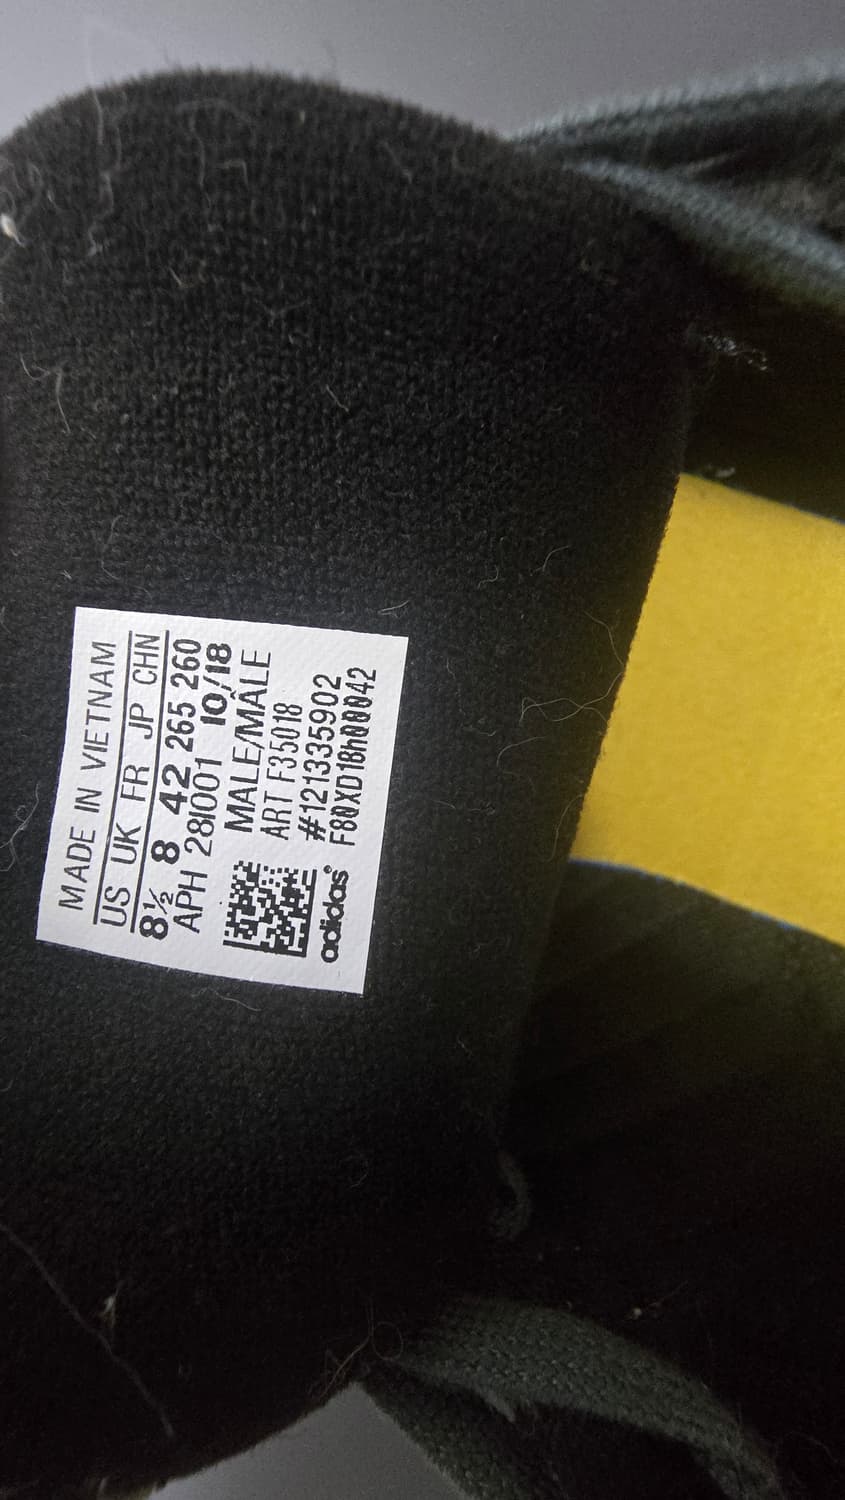 MADE IN VIETNAM
US UK FR JP CHN
8½ 8 42 265 260
APH 281001 10/18
MALE/MÂLE
ART F35018
#121335902
F80XD18h00042
adidas